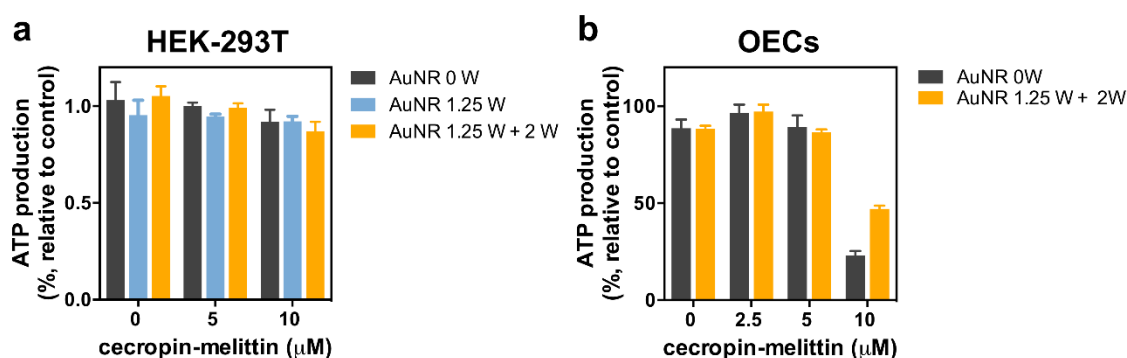 a
HEK-293T
ATP production
(%, relative to control)
1.0
0.5
0.0
0
5
10
cecropin-melittin (μM)
AuNR 0 W
AuNR 1.25 W
AuNR 1.25 W + 2 W
b
OECs
ATP production
(%, relative to control)
100
50
0
0
2.5
5
10
cecropin-melittin (μM)
AuNR 0W
AuNR 1.25 W + 2W